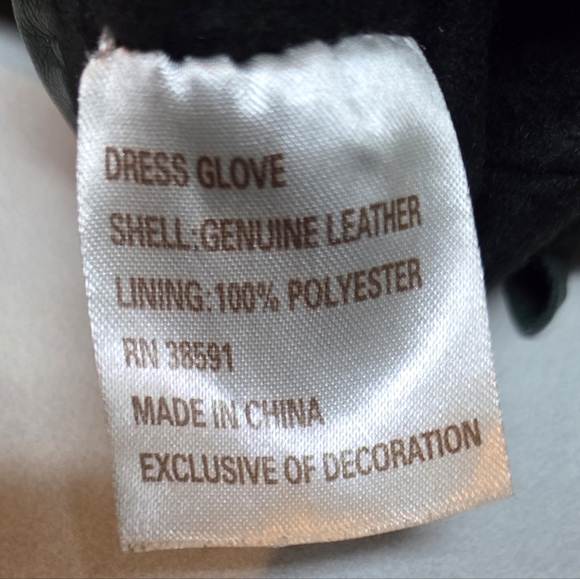 DRESS GLOVE
SHELL:GENUINE LEATHER
LINING:100% POLYESTER
RN 38591
MADE IN CHINA
EXCLUSIVE OF DECORATION